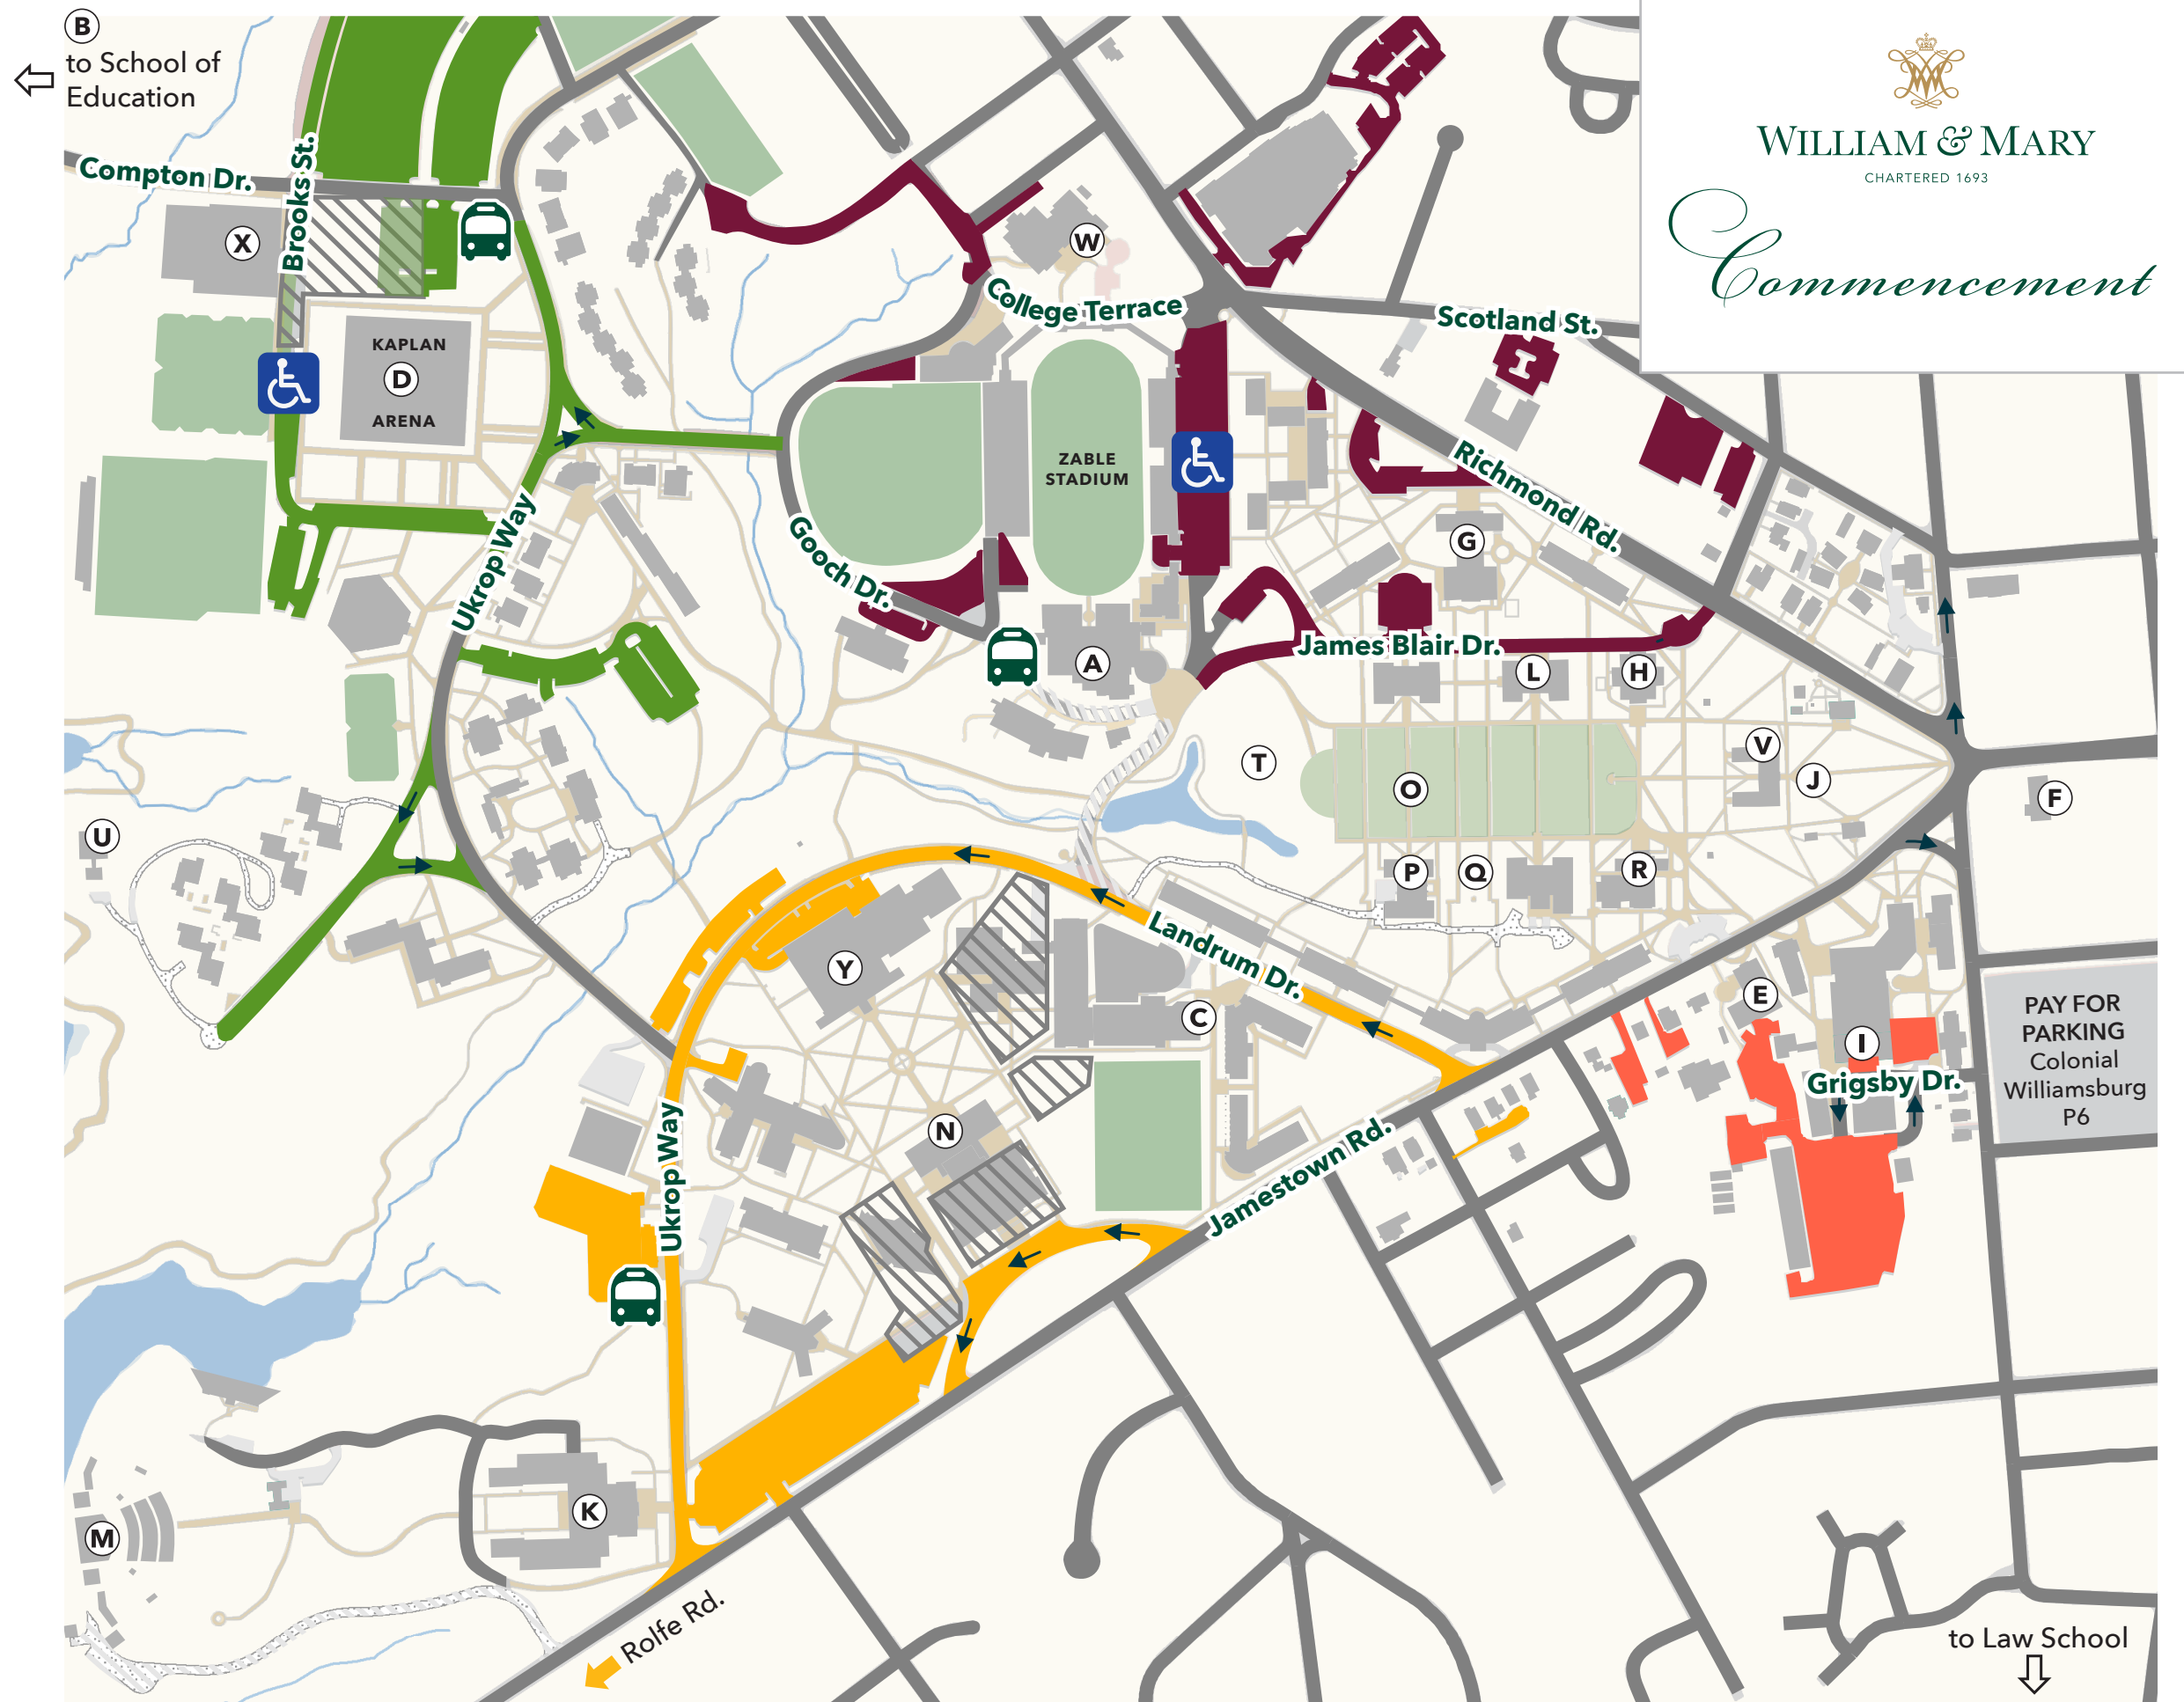 B
to School of
Education
WILLIAM & MARY
CHARTERED 1693
Commencement
Compton Dr.
Brooks St.
X
W
College Terrace
Scotland St.
KAPLAN
D
ARENA
ZABLE
STADIUM
Richmond Rd.
G
Gooch Dr.
Ukrop Way
James Blair Dr.
A
L
H
T
V
J
O
F
U
P
Q
R
Landrum Dr.
Y
C
E
I
Grigsby Dr.
PAY FOR
PARKING
Colonial
Williamsburg
P6
N
Jamestown Rd.
Ukrop Way
K
M
Rolfe Rd.
to Law School